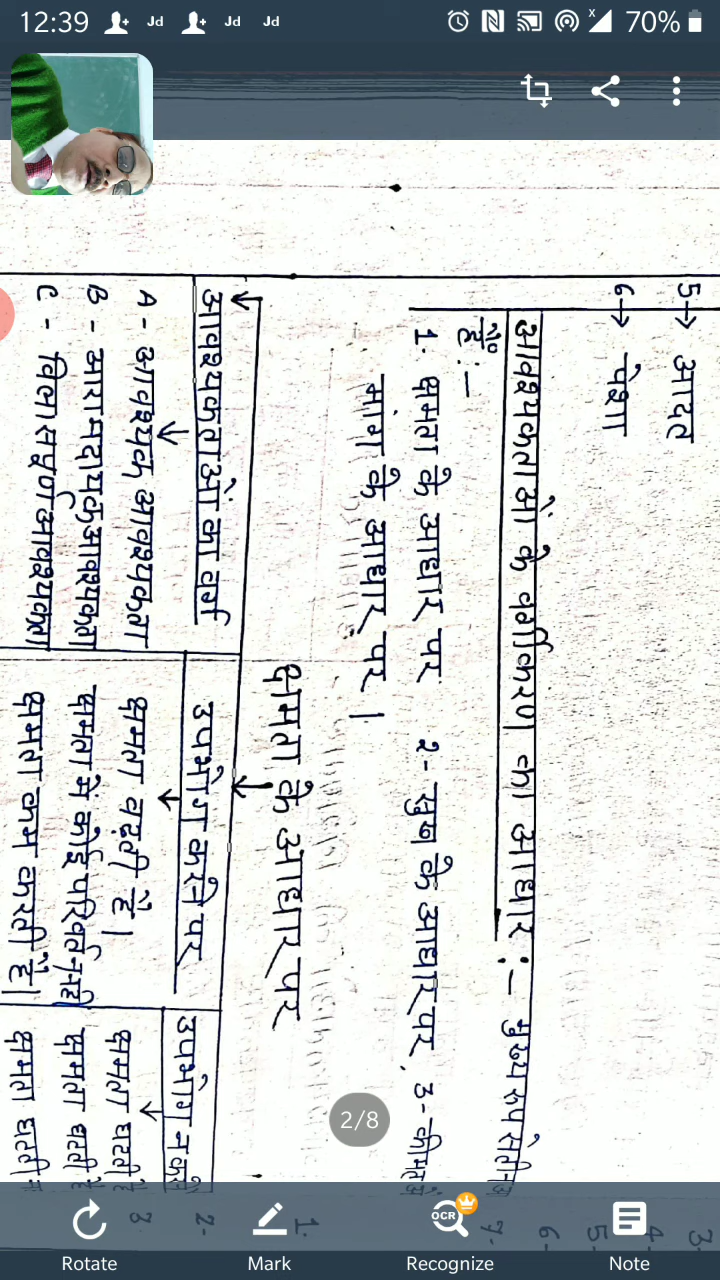 12:39 Jd Jd Jd 70%
5→ आदत
6→ पेशा
आवश्यकताओं के वर्गीकरण का आधार :- मुख्य रूप से तीन
हैं :-
1. क्षमता के आधार पर 2- सुख के आधार पर, 3- कीमत
मांग के आधार पर।
क्षमता के आधार पर
आवश्यकताओं का वर्ग
उपभोग करने पर
उपभोग न करने
A - आवश्यक आवश्यकता
क्षमता बढ़ती है।
क्षमता घटती है
B - आरामदायक आवश्यकता
क्षमता में कोई परिवर्तन नही
क्षमता घटती है
C - विलासपूर्ण आवश्यकता
क्षमता कम करती है।
क्षमता घटती
2/8
Rotate
Mark
OCR
Recognize
Note